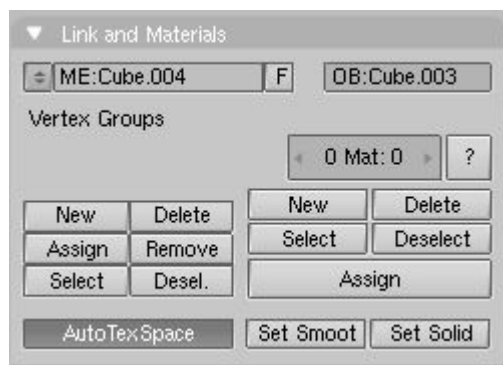 Link and Materials
ME:Cube.004 F OB:Cube.003
Vertex Groups
0 Mat: 0 ?
New Delete New Delete
Assign Remove Select Deselect
Select Desel. Assign
AutoTexSpace Set Smoot Set Solid